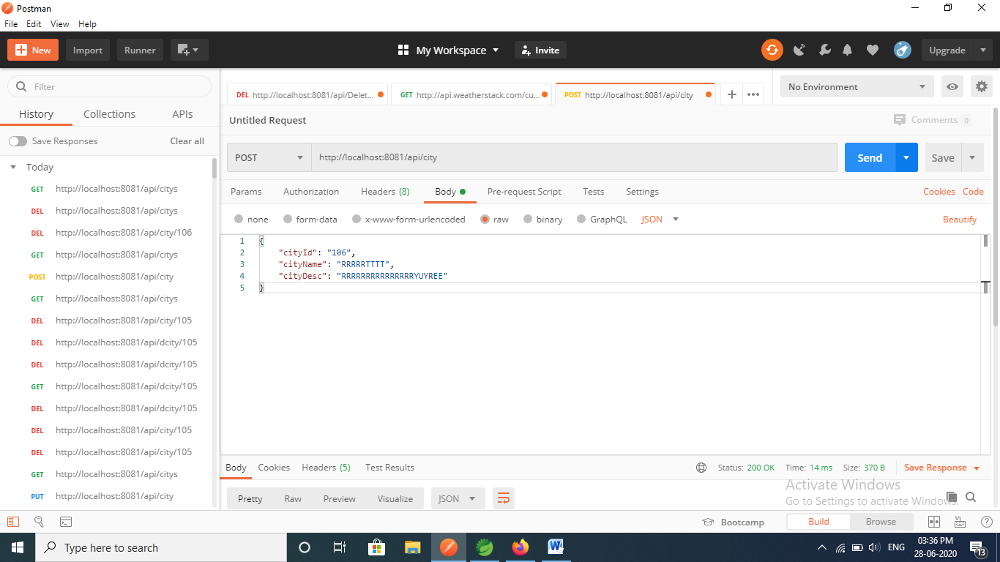 Postman
File Edit View Help
New Import Runner My Workspace Invite Upgrade
Filter
History Collections APIs
Save Responses Clear all
Today
GET http://localhost:8081/api/citys
DEL http://localhost:8081/api/citys
DEL http://localhost:8081/api/city/106
GET http://localhost:8081/api/citys
POST http://localhost:8081/api/city
GET http://localhost:8081/api/citys
DEL http://localhost:8081/api/city/105
DEL http://localhost:8081/api/dcity/105
DEL http://localhost:8081/api/dcity/105
GET http://localhost:8081/api/dcity/105
DEL http://localhost:8081/api/dcity/105
DEL http://localhost:8081/api/city/105
DEL http://localhost:8081/api/city/105
GET http://localhost:8081/api/citys
PUT http://localhost:8081/api/city
DEL http://localhost:8081/api/Delet... GET http://api.weatherstack.com/cu... POST http://localhost:8081/api/city No Environment
Untitled Request Comments 0
POST http://localhost:8081/api/city Send Save
Params Authorization Headers (8) Body Pre-request Script Tests Settings Cookies Code
none form-data x-www-form-urlencoded raw binary GraphQL JSON Beautify
1 {
2 "cityId": "106",
3 "cityName": "RRRRRTTTT",
4 "cityDesc": "RRRRRRRRRRRRRRRYUYREE"
5 }
Body Cookies Headers (5) Test Results Status: 200 OK Time: 14 ms Size: 370 B Save Response
Pretty Raw Preview Visualize JSON
Activate Windows
Go to Settings to activate Windows.
Bootcamp Build Browse
Type here to search ENG 03:36 PM
28-06-2020 13